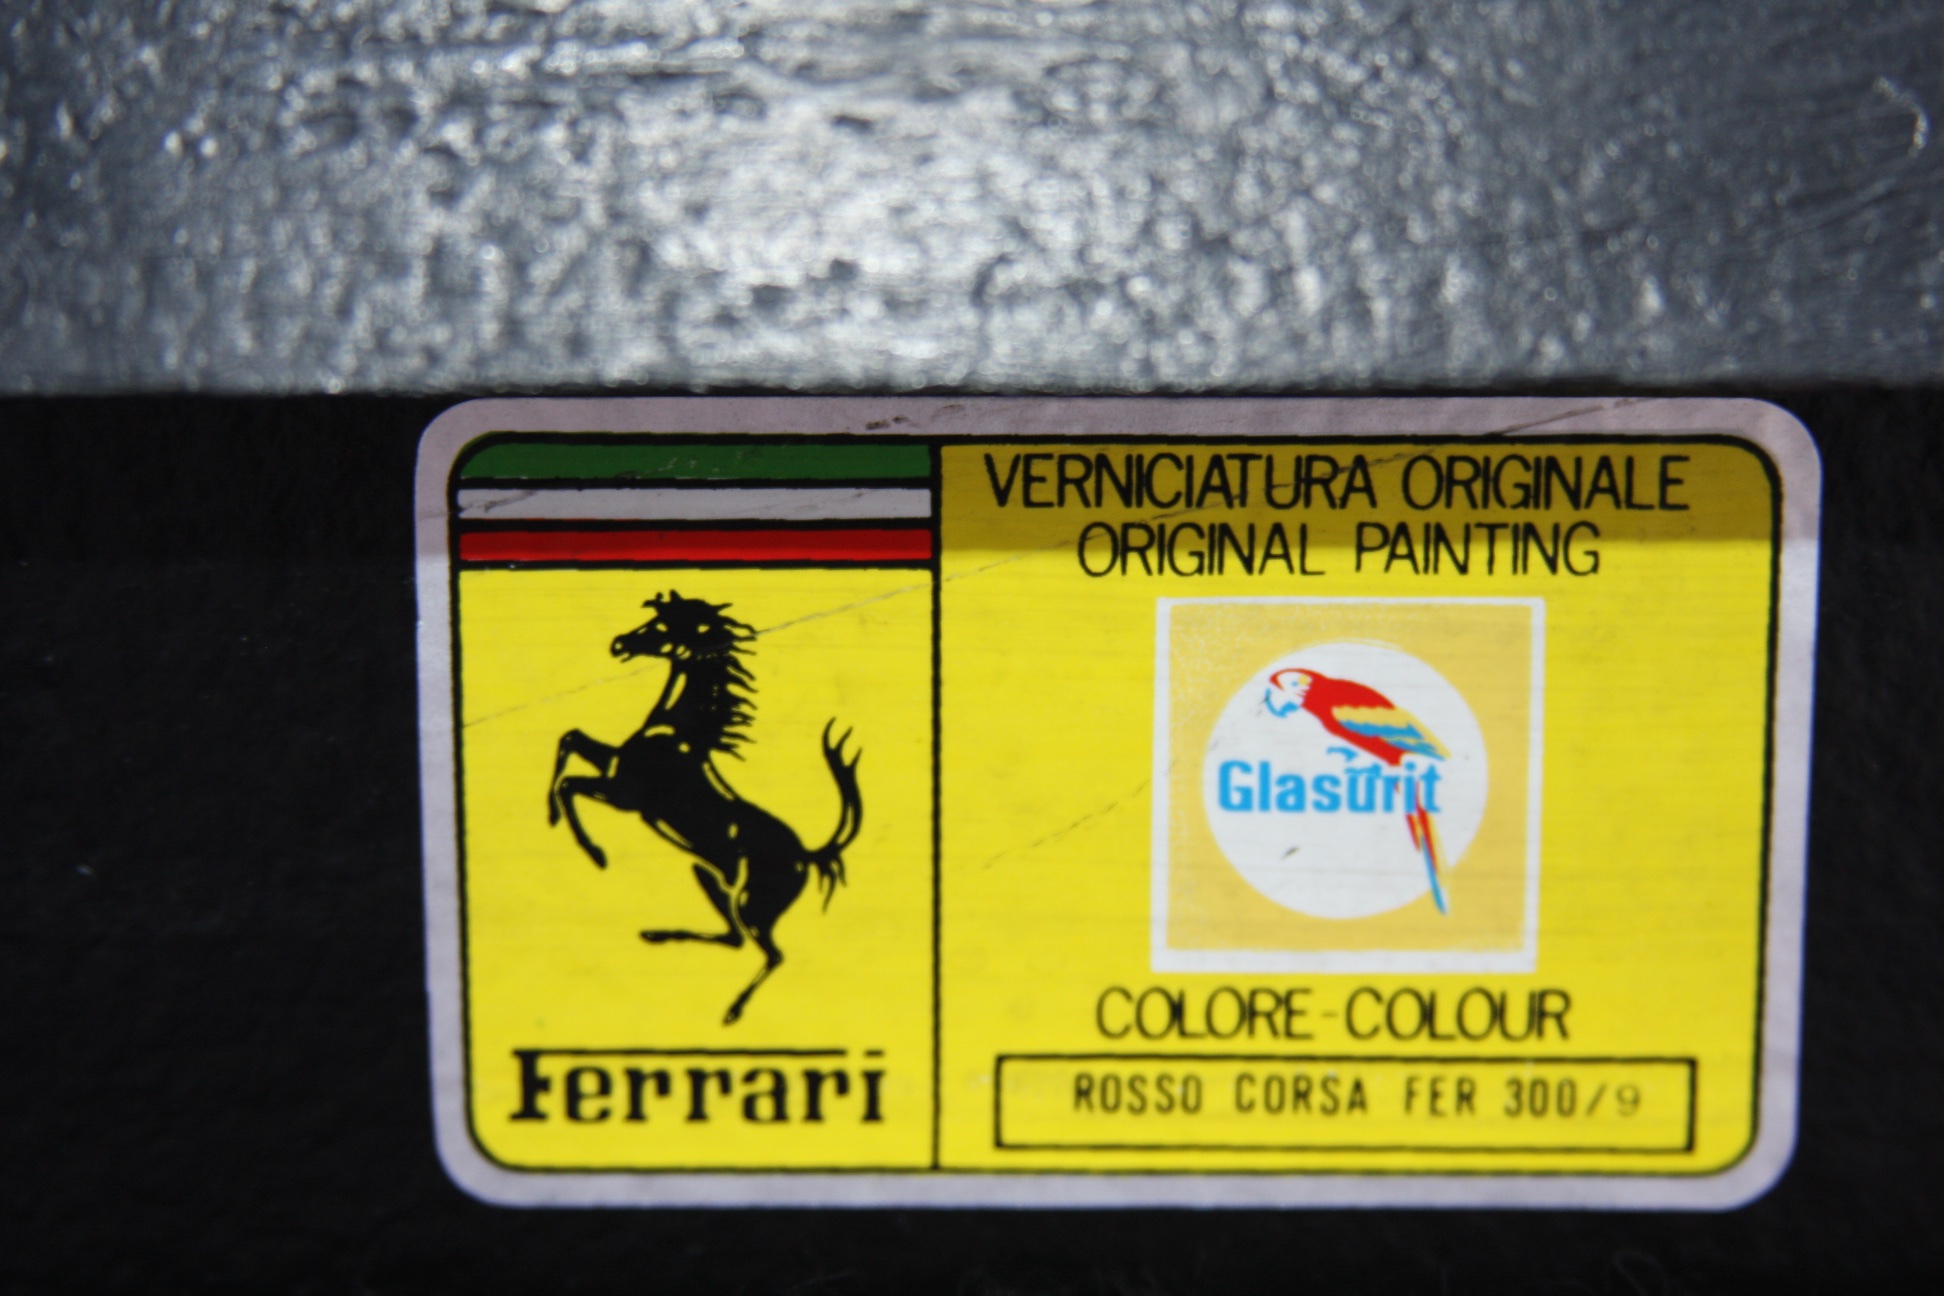 VERNICIATURA ORIGINALE
ORIGINAL PAINTING
Glasurit
COLORE-COLOUR
ROSSO CORSA FER 300/9
Ferrari